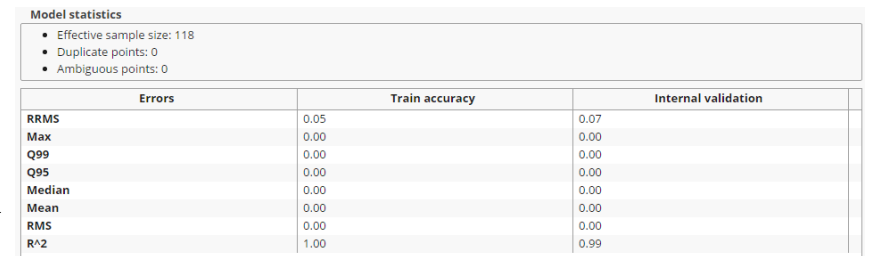 Model statistics
Effective sample size: 118
Duplicate points: 0
Ambiguous points: 0
Errors Train accuracy Internal validation
RRMS 0.05 0.07
Max 0.00 0.00
Q99 0.00 0.00
Q95 0.00 0.00
Median 0.00 0.00
Mean 0.00 0.00
RMS 0.00 0.00
R^2 1.00 0.99